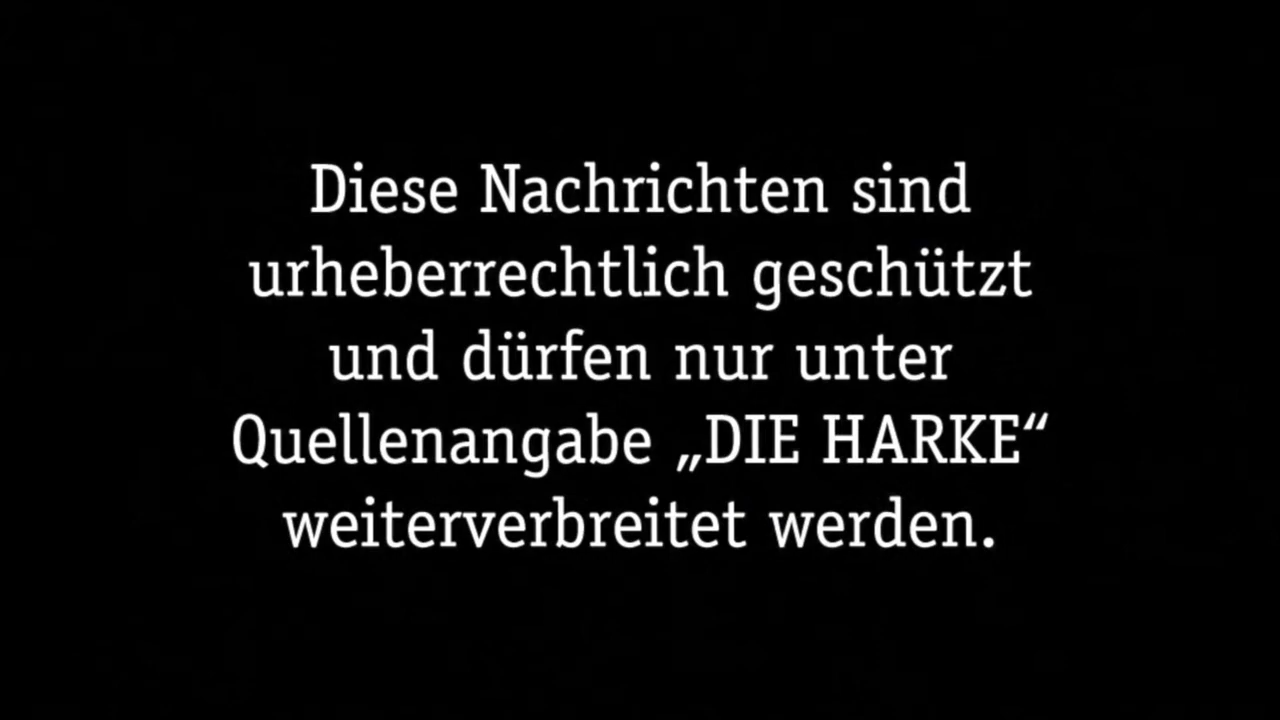 Diese Nachrichten sind
urheberrechtlich geschützt
und dürfen nur unter
Quellenangabe „DIE HARKE“
weiterverbreitet werden.